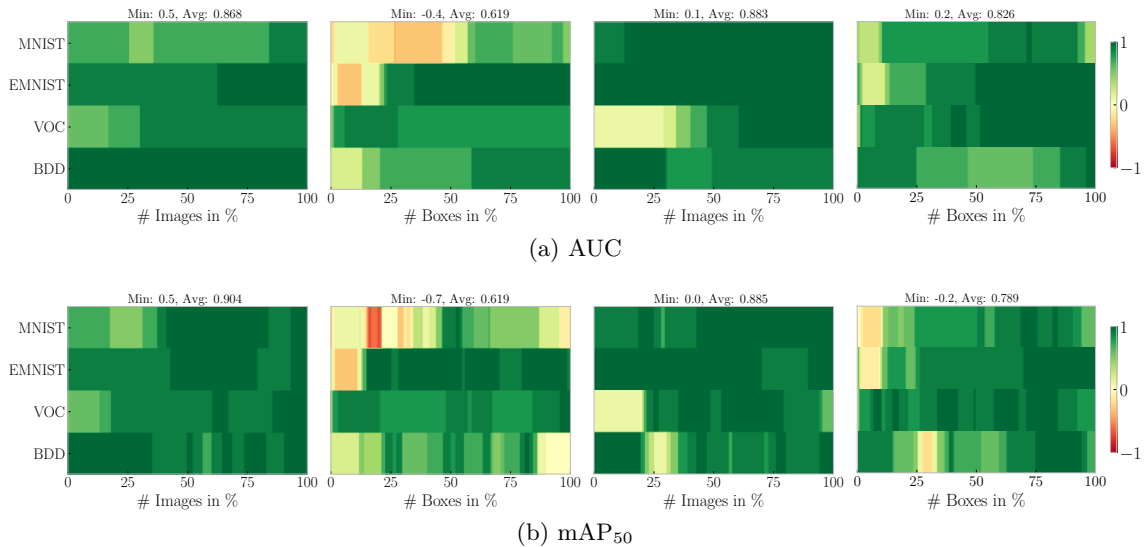 Min: 0.5, Avg: 0.868
Min: -0.4, Avg: 0.619
Min: 0.1, Avg: 0.883
Min: 0.2, Avg: 0.826
MNIST
EMNIST
VOC
BDD
1
0
−1
0 25 50 75 100
0 25 50 75 100
0 25 50 75 100
0 25 50 75 100
# Images in %
# Boxes in %
# Images in %
# Boxes in %
(a) AUC
Min: 0.5, Avg: 0.904
Min: -0.7, Avg: 0.619
Min: 0.0, Avg: 0.885
Min: -0.2, Avg: 0.789
MNIST
EMNIST
VOC
BDD
1
0
−1
0 25 50 75 100
0 25 50 75 100
0 25 50 75 100
0 25 50 75 100
# Images in %
# Boxes in %
# Images in %
# Boxes in %
(b) mAP₅₀